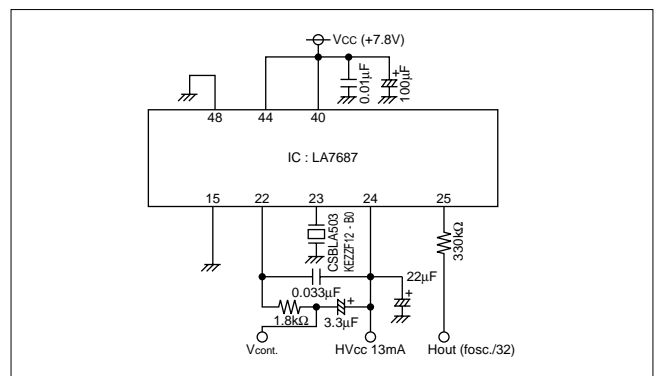 Vcc (+7.8V)
0.01μF
100μF
+
48
44
40
IC : LA7687
15
22
23
24
25
CSBLA503
KEZZF12 - B0
330kΩ
0.033μF
22μF
+
1.8kΩ
3.3μF
+
Vcont.
HVcc 13mA
Hout (fosc./32)